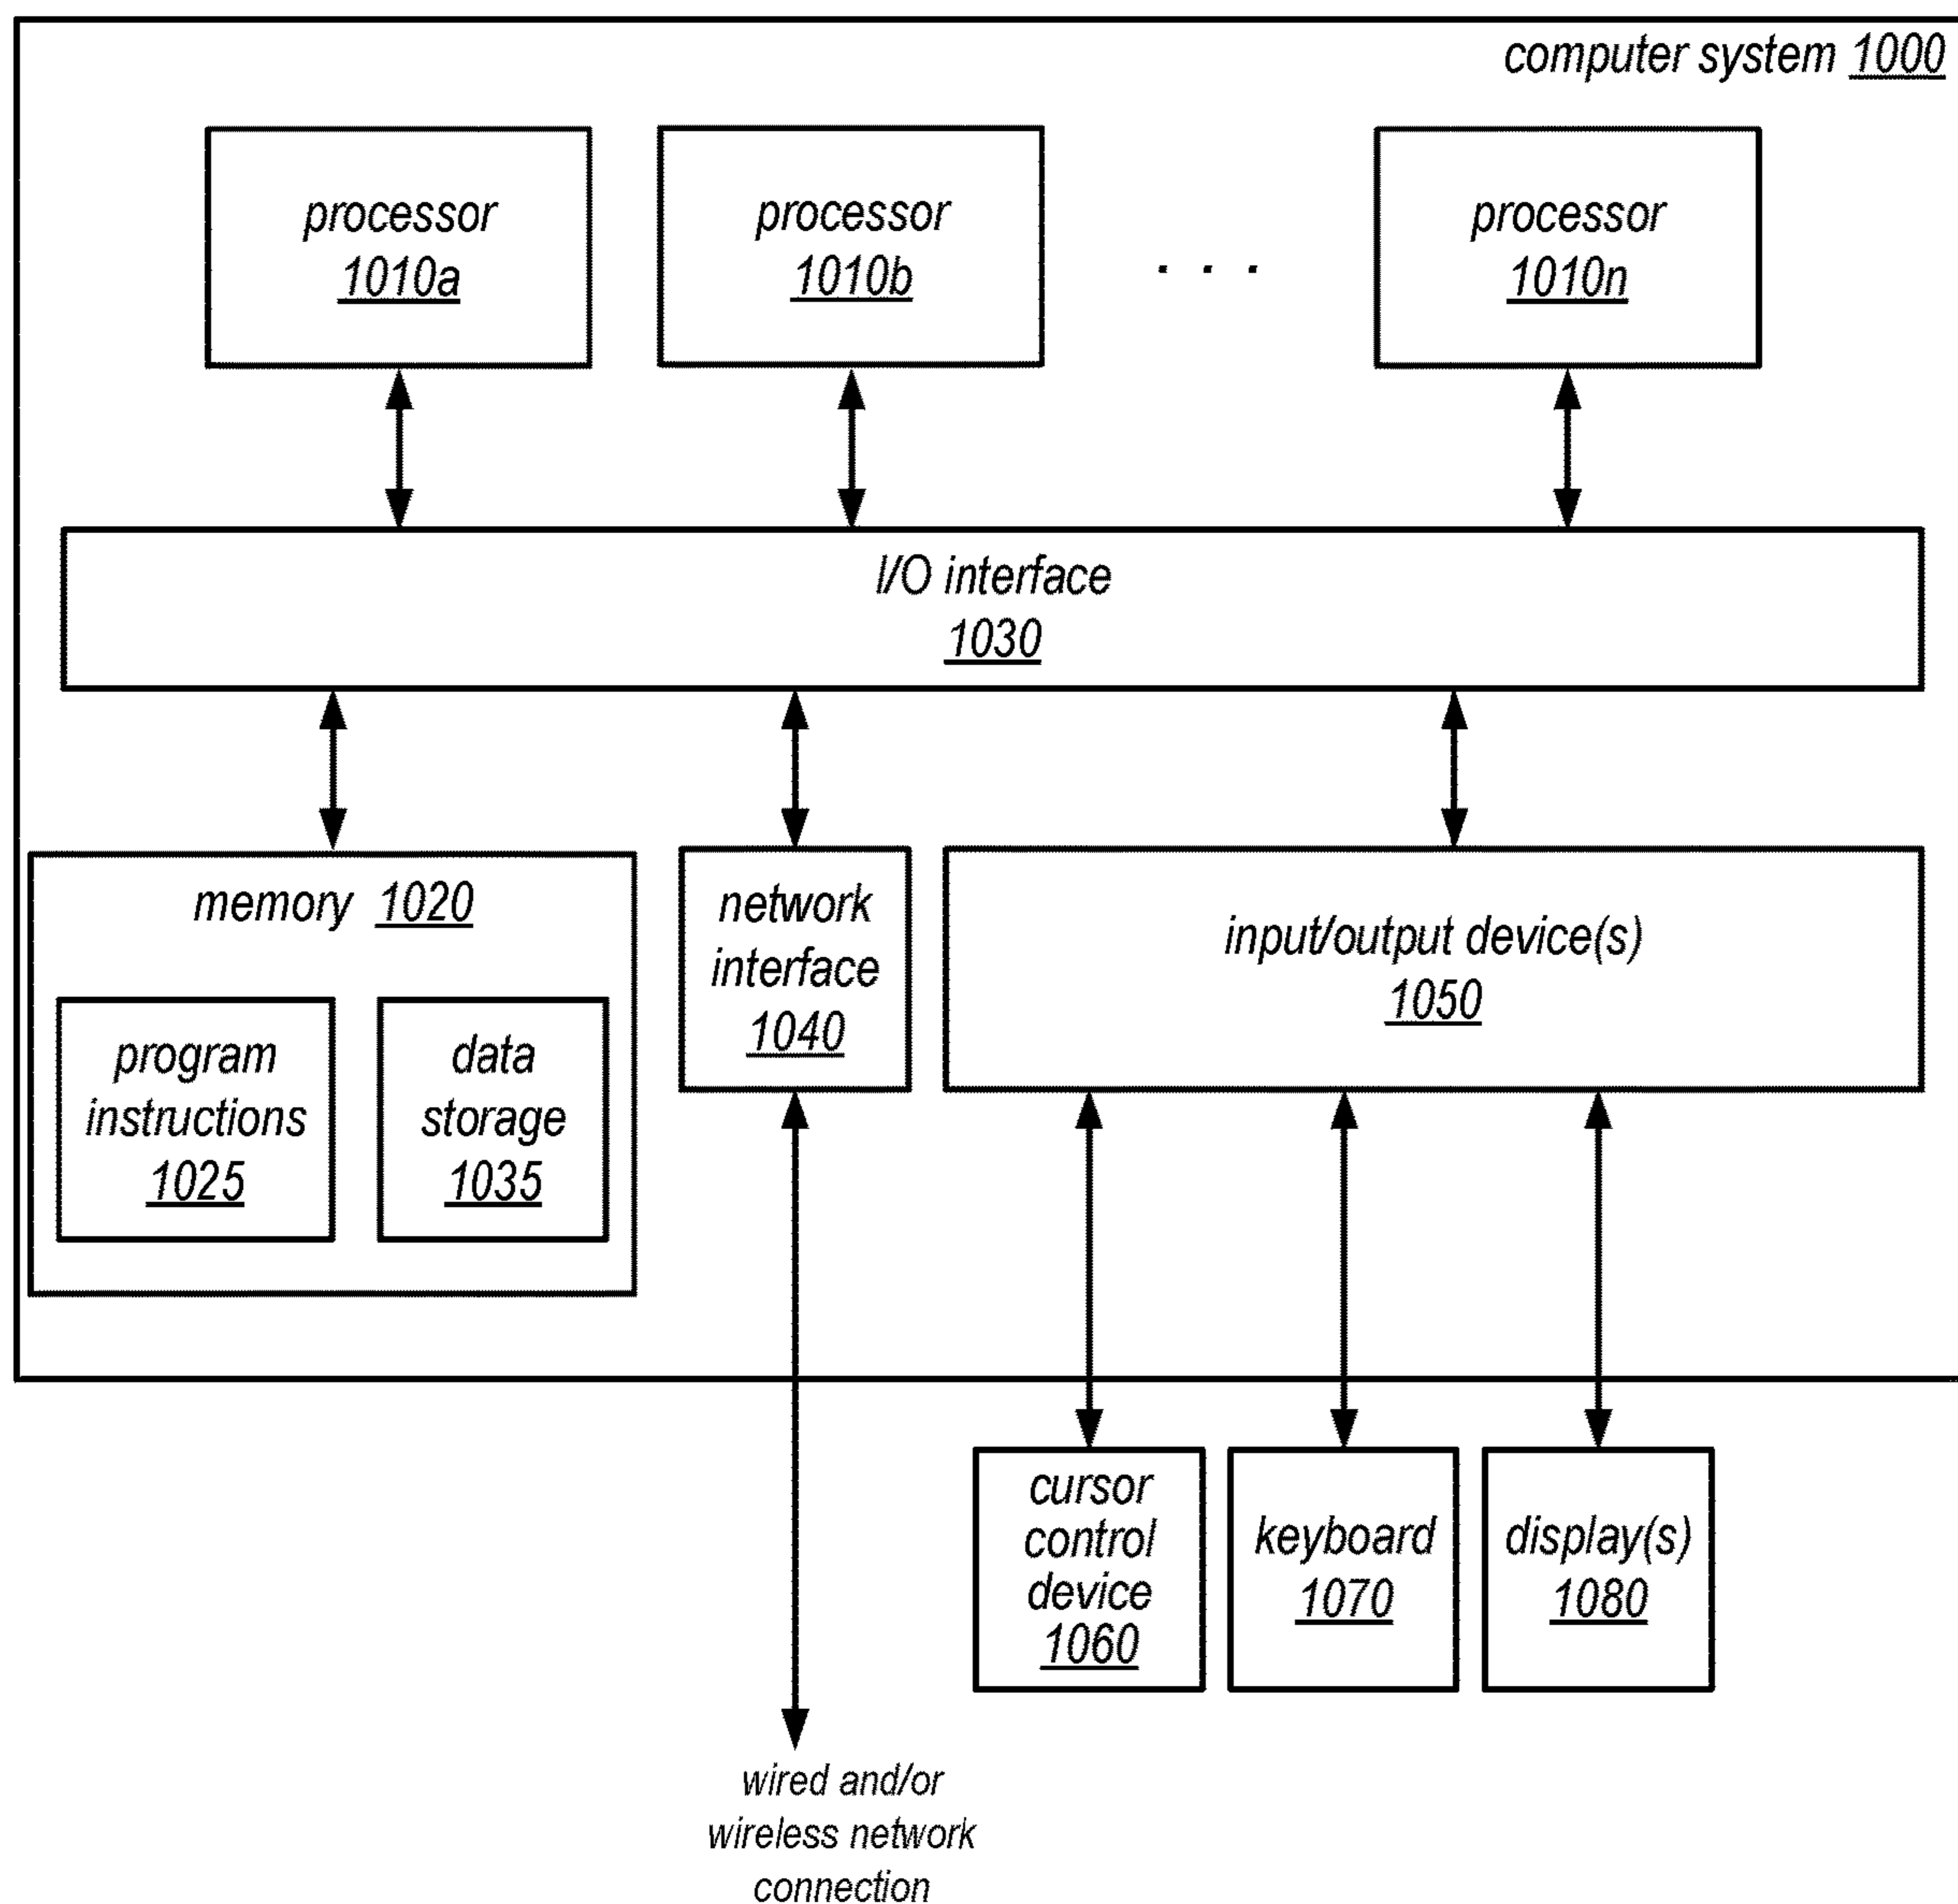 computer system 1000
processor
1010a
processor
1010b
. . .
processor
1010n
I/O interface
1030
memory 1020
program
instructions
1025
data
storage
1035
network
interface
1040
input/output device(s)
1050
cursor
control
device
1060
keyboard
1070
display(s)
1080
wired and/or
wireless network
connection